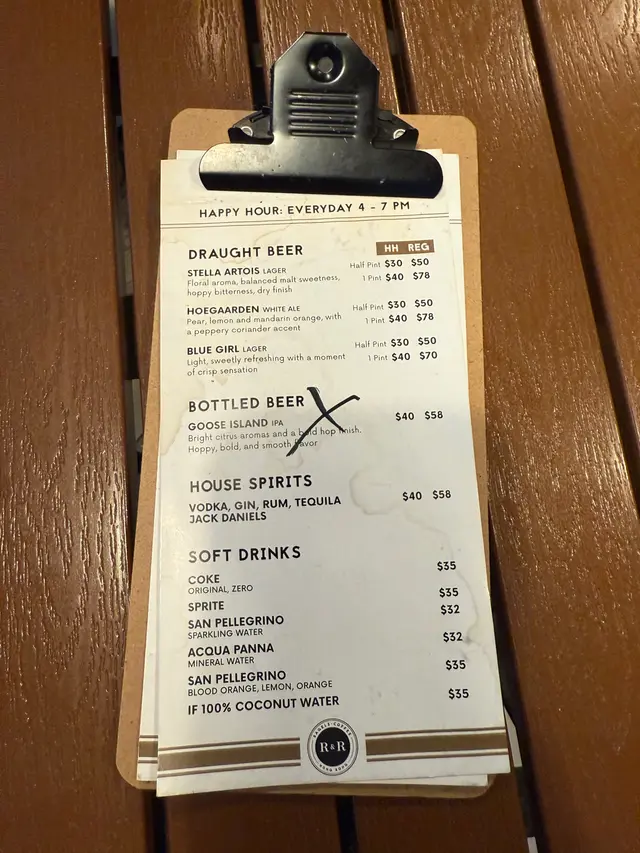 HAPPY HOUR: EVERYDAY 4 - 7 PM
DRAUGHT BEER HH REG
STELLA ARTOIS LAGER Half Pint $30 $50
Floral aroma, balanced malt sweetness, 1 Pint $40 $78
hoppy bitterness, dry finish
HOEGAARDEN WHITE ALE Half Pint $30 $50
Pear, lemon and mandarin orange, with 1 Pint $40 $78
a peppery coriander accent
BLUE GIRL LAGER Half Pint $30 $50
Light, sweetly refreshing with a moment 1 Pint $40 $70
of crisp sensation
BOTTLED BEER
GOOSE ISLAND IPA $40 $58
Bright citrus aromas and a bold hop finish.
Hoppy, bold, and smooth flavor
HOUSE SPIRITS
VODKA, GIN, RUM, TEQUILA $40 $58
JACK DANIELS
SOFT DRINKS
COKE $35
ORIGINAL, ZERO
SPRITE $35
SAN PELLEGRINO $32
SPARKLING WATER
ACQUA PANNA $32
MINERAL WATER
SAN PELLEGRINO $35
BLOOD ORANGE, LEMON, ORANGE
IF 100% COCONUT WATER $35
R&R
HONG KONG